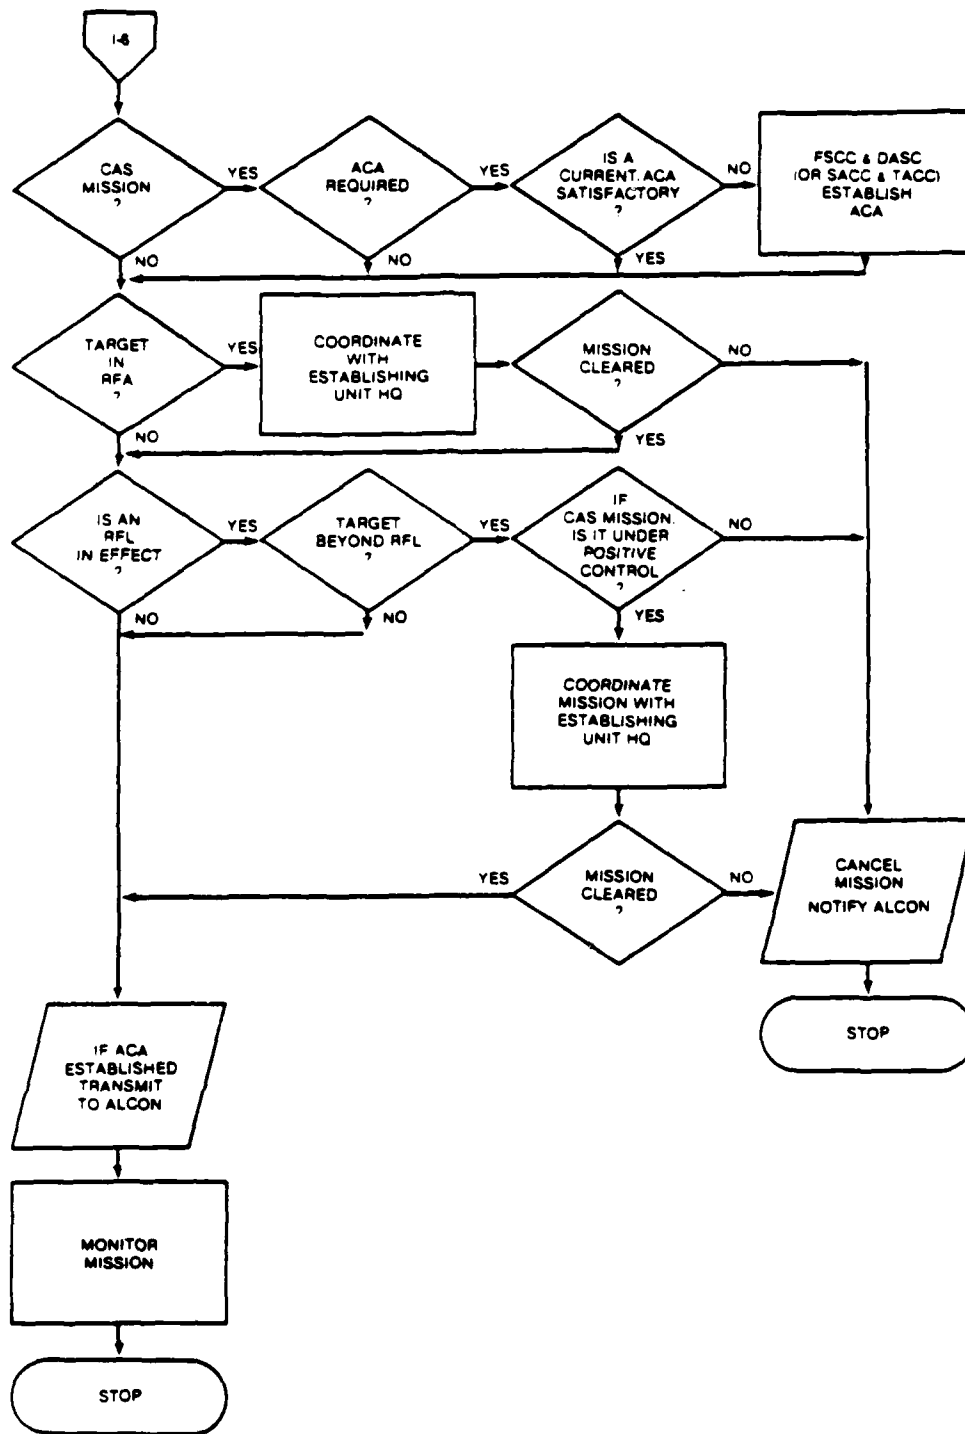 I-6
CAS
MISSION
?
YES
ACA
REQUIRED
?
YES
IS A
CURRENT. ACA
SATISFACTORY
?
NO
FSCC & DASC
(OR SACC & TACC)
ESTABLISH
ACA
NO
NO
YES
TARGET
IN
RFA
?
YES
COORDINATE
WITH
ESTABLISHING
UNIT HQ
MISSION
CLEARED
?
NO
NO
YES
IS AN
RFL
IN EFFECT
?
YES
TARGET
BEYOND RFL
?
YES
IF
CAS MISSION.
IS IT UNDER
POSITIVE
CONTROL
?
NO
NO
NO
YES
COORDINATE
MISSION WITH
ESTABLISHING
UNIT HQ
YES
MISSION
CLEARED
?
NO
CANCEL
MISSION
NOTIFY ALCON
STOP
IF ACA
ESTABLISHED
TRANSMIT
TO ALCON
MONITOR
MISSION
STOP